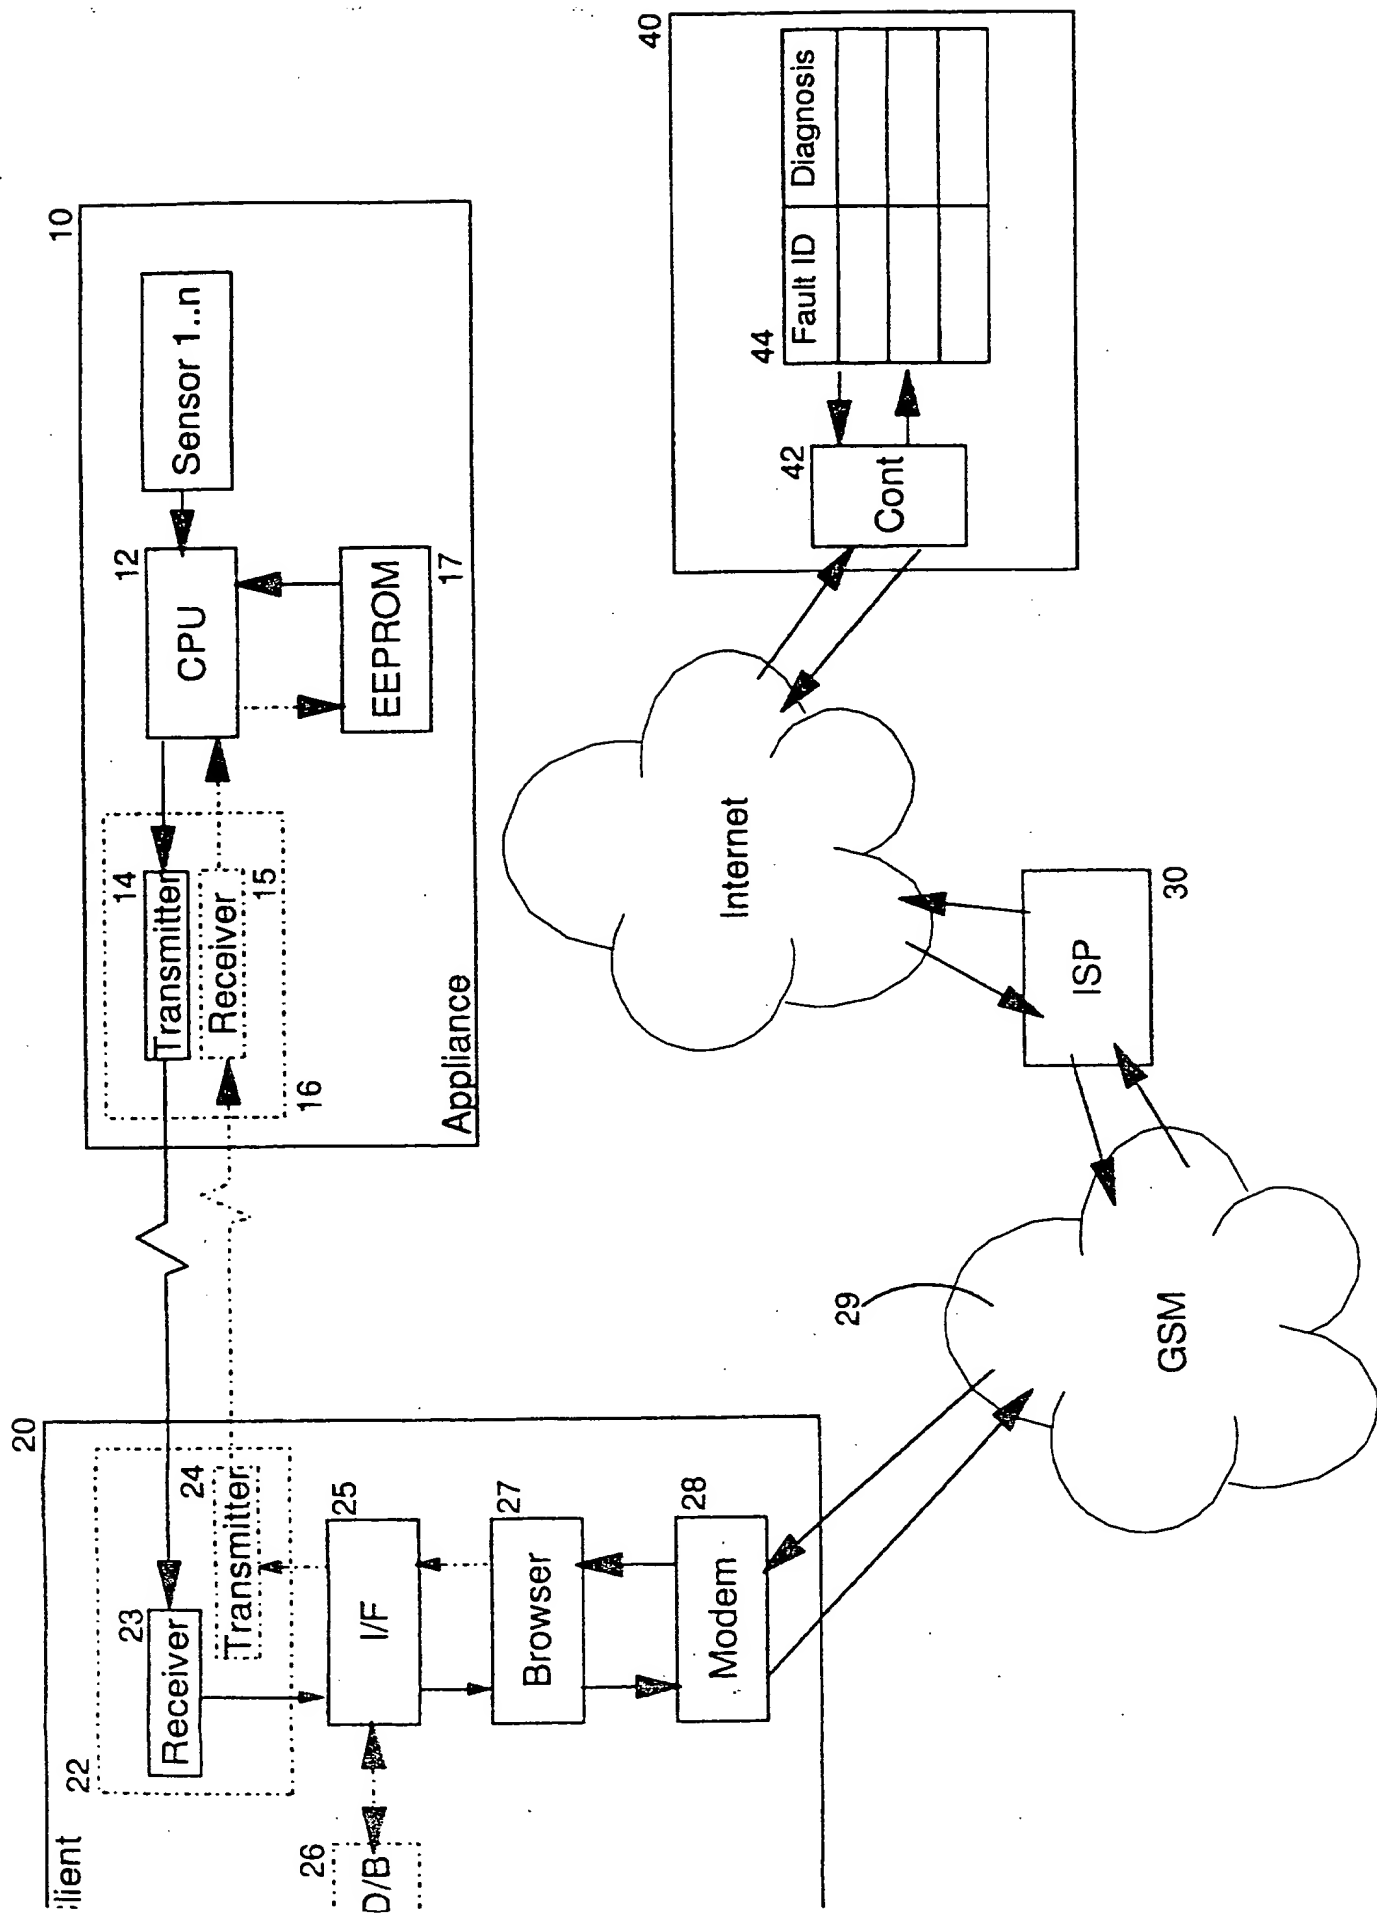 10
Sensor 1..n
12
CPU
EEPROM
17
14
Transmitter
Receiver
15
16
Appliance
20
22
23
Receiver
24
Transmitter
25
I/F
26
D/B
27
Browser
28
Modem
29
GSM
30
ISP
Internet
40
42
Cont
44
Fault ID
Diagnosis